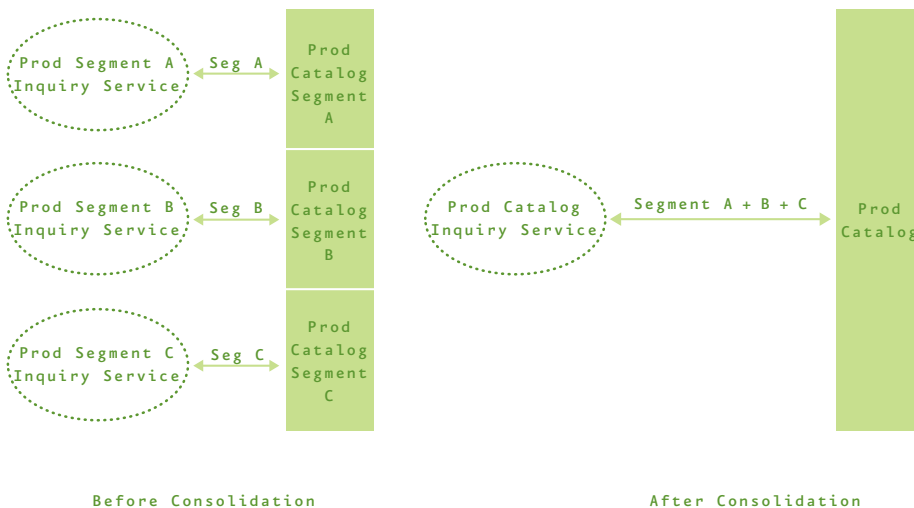 Prod Segment A
Inquiry Service
Seg A
Prod
Catalog
Segment
A
Prod Segment B
Inquiry Service
Seg B
Prod
Catalog
Segment
B
Prod Segment C
Inquiry Service
Seg C
Prod
Catalog
Segment
C
Before Consolidation
Prod Catalog
Inquiry Service
Segment A + B + C
Prod
Catalog
After Consolidation